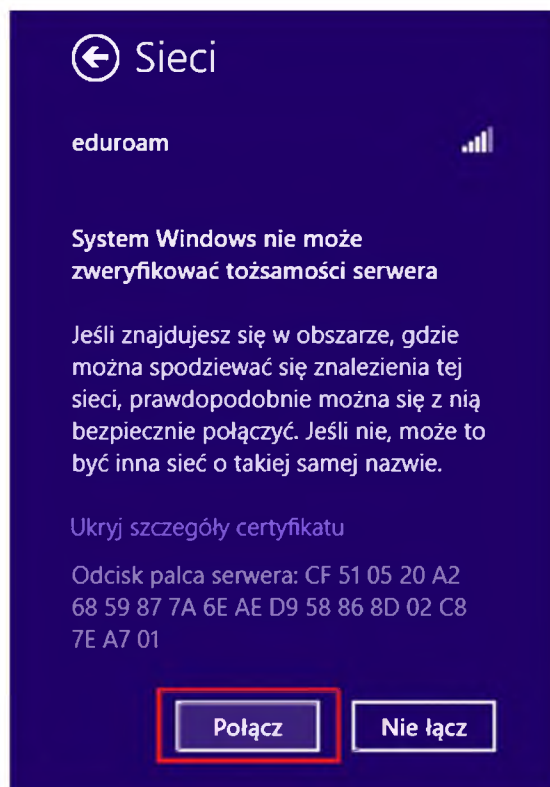 Sieci
eduroam
System Windows nie może
zweryfikować tożsamości serwera
Jeśli znajdujesz się w obszarze, gdzie
można spodziewać się znalezienia tej
sieci, prawdopodobnie można się z nią
bezpiecznie połączyć. Jeśli nie, może to
być inna sieć o takiej samej nazwie.
Ukryj szczegóły certyfikatu
Odcisk palca serwera: CF 51 05 20 A2
68 59 87 7A 6E AE D9 58 86 8D 02 C8
7E A7 01
Połącz Nie łącz